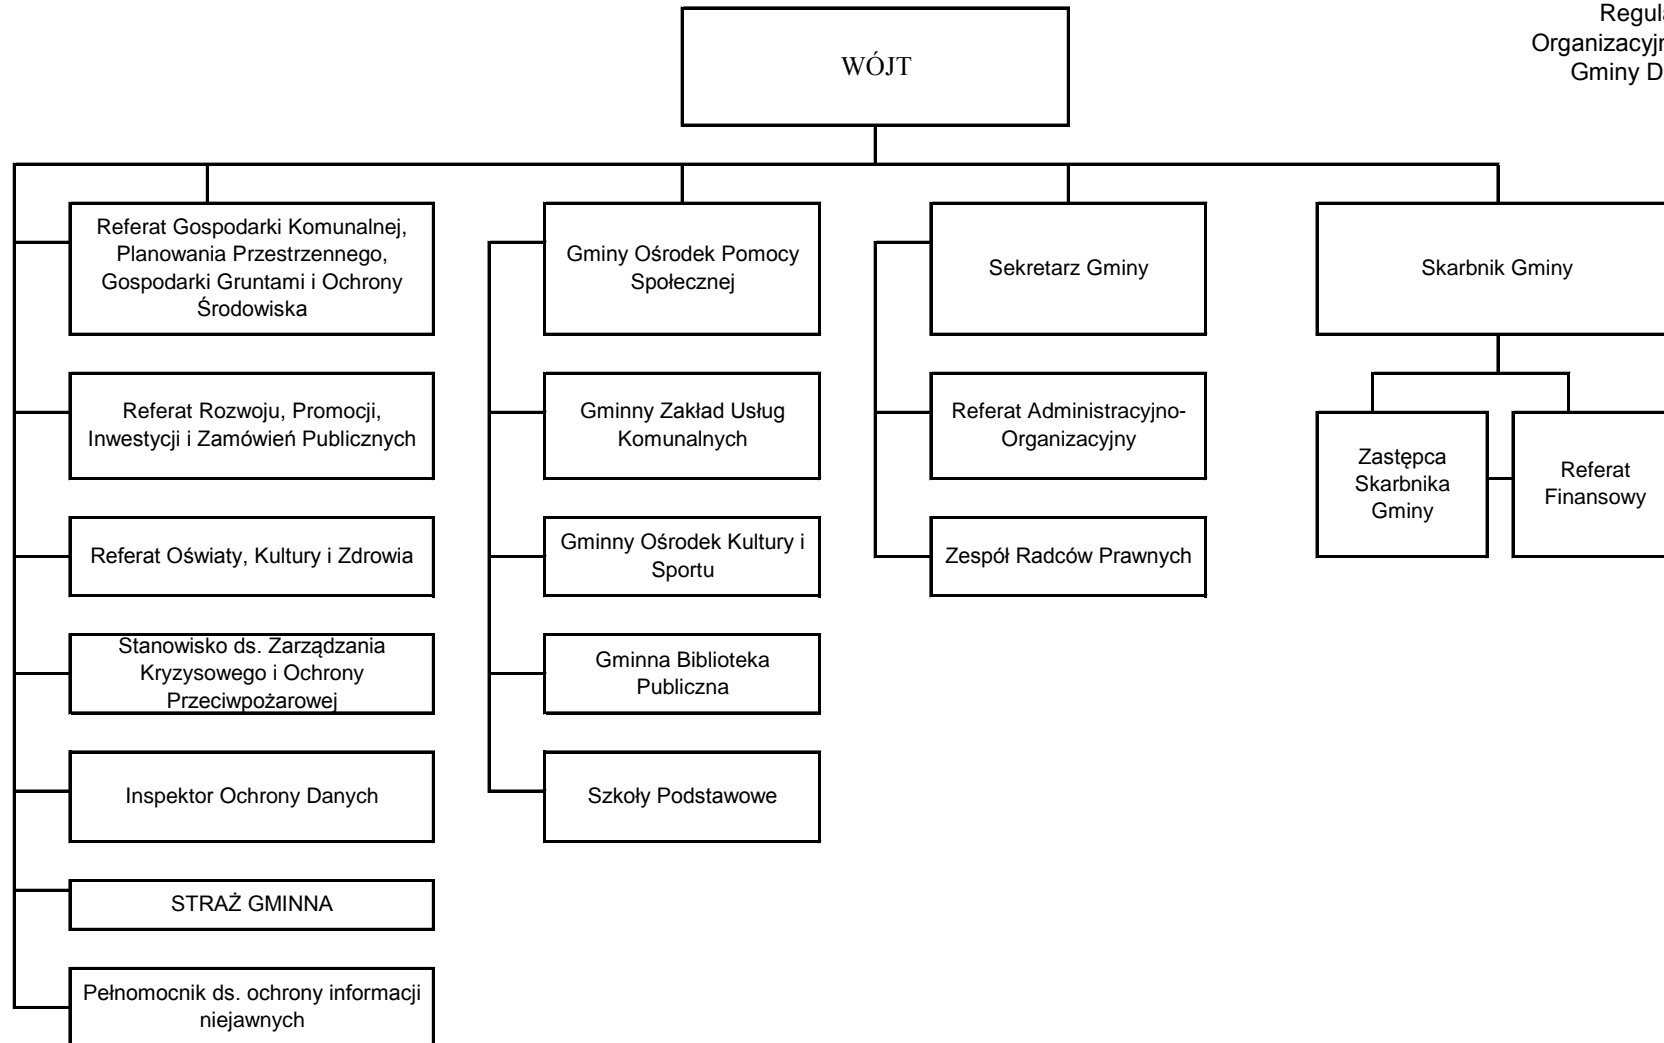 Regul
Organizacyj
Gminy D
WÓJT
Referat Gospodarki Komunalnej,
Planowania Przestrzennego,
Gospodarki Gruntami i Ochrony
Środowiska
Gminy Ośrodek Pomocy
Społecznej
Sekretarz Gminy
Skarbnik Gminy
Referat Rozwoju, Promocji,
Inwestycji i Zamówień Publicznych
Gminny Zakład Usług
Komunalnych
Referat Administracyjno-
Organizacyjny
Zastępca
Skarbnika
Gminy
Referat
Finansowy
Referat Oświaty, Kultury i Zdrowia
Gminny Ośrodek Kultury i
Sportu
Zespół Radców Prawnych
Stanowisko ds. Zarządzania
Kryzysowego i Ochrony
Przeciwpożarowej
Gminna Biblioteka
Publiczna
Inspektor Ochrony Danych
Szkoły Podstawowe
STRAŻ GMINNA
Pełnomocnik ds. ochrony informacji
niejawnych